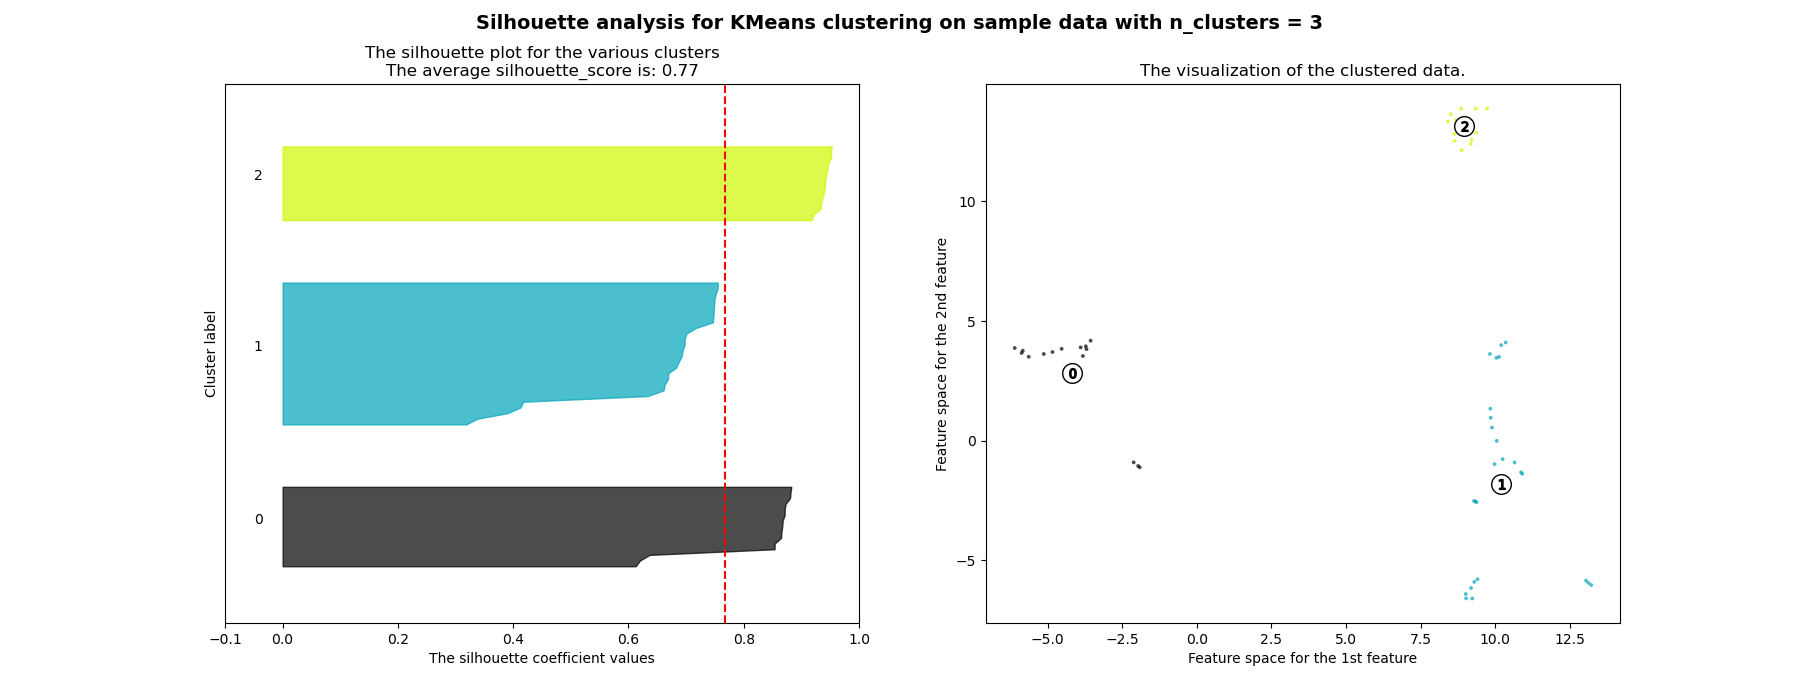 Silhouette analysis for KMeans clustering on sample data with n_clusters = 3
The silhouette plot for the various clusters
The average silhouette_score is: 0.77
2
1
0
Cluster label
−0.1 0.0 0.2 0.4 0.6 0.8 1.0
The silhouette coefficient values
The visualization of the clustered data.
10
5
0
−5
Feature space for the 2nd feature
2
0
1
−5.0 −2.5 0.0 2.5 5.0 7.5 10.0 12.5
Feature space for the 1st feature